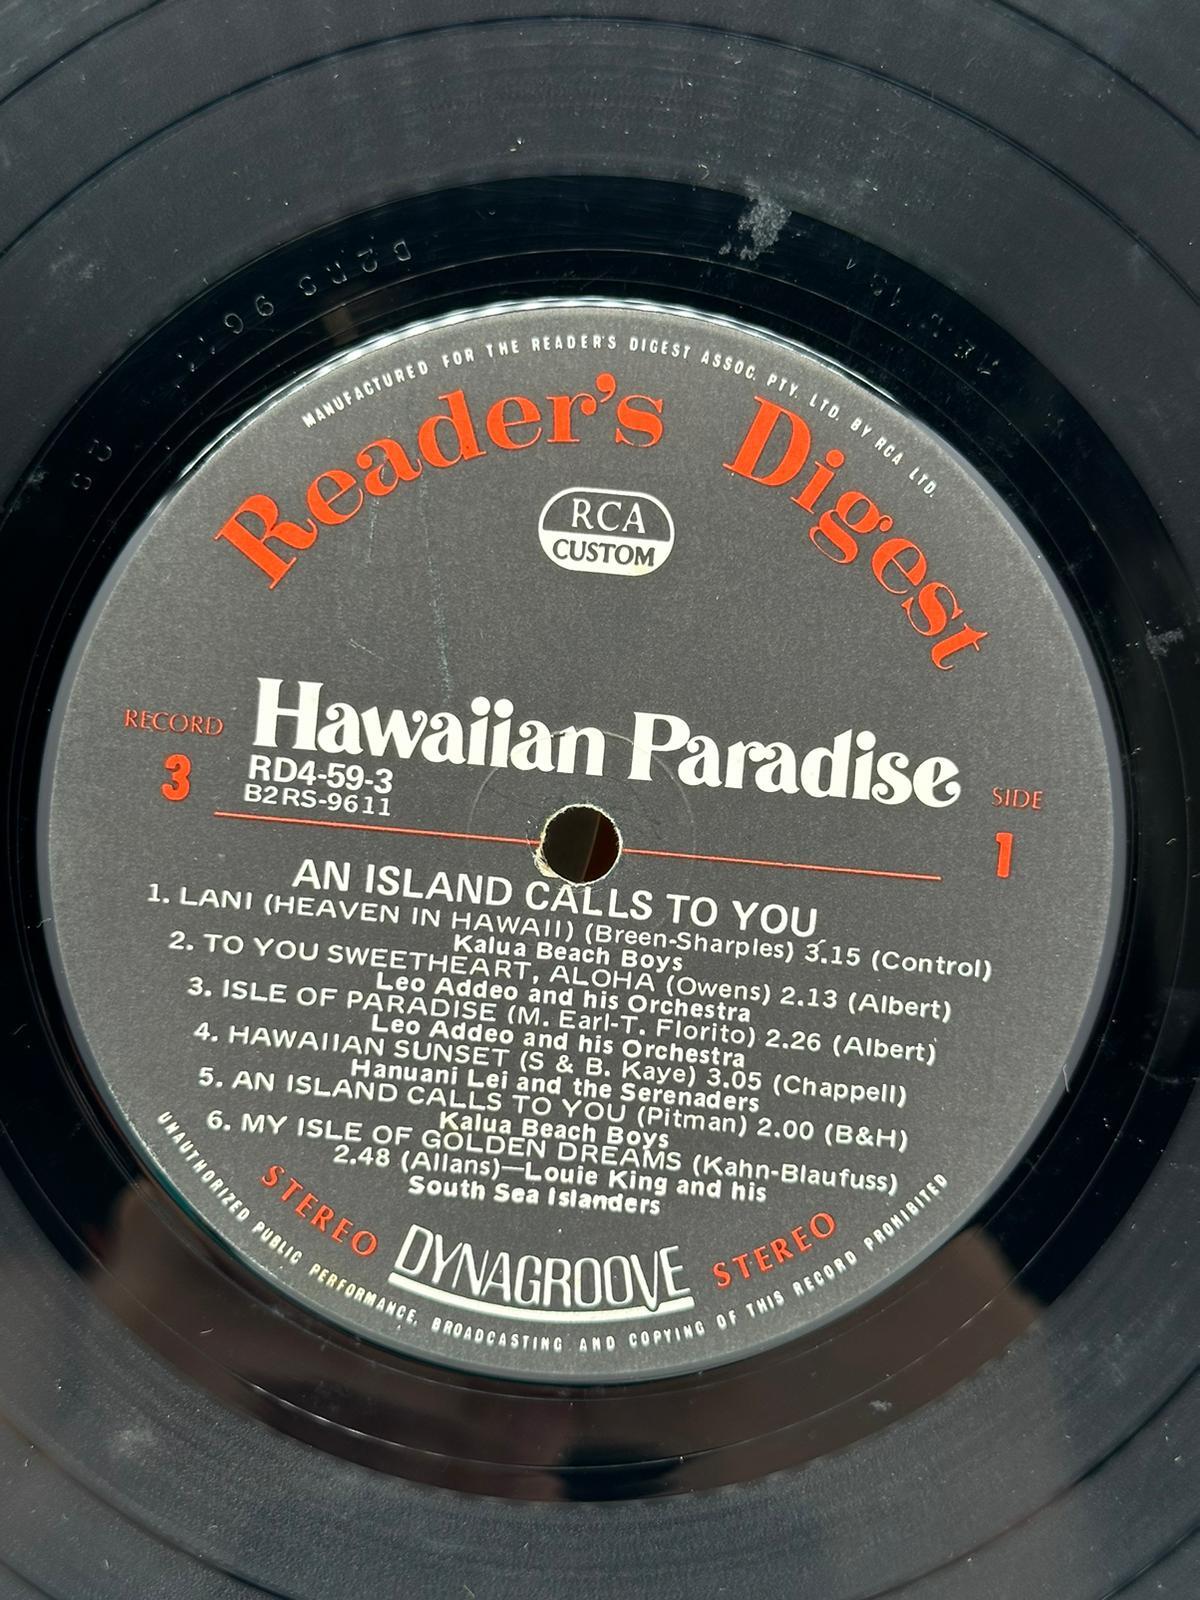 MANUFACTURED FOR THE READER'S DIGEST ASSOC. PTY. LTD. BY RCA LTD.
Reader's Digest
RCA
CUSTOM
Hawaiian Paradise
RECORD
3
RD4-59-3
B2RS-9611
SIDE
1
AN ISLAND CALLS TO YOU
1. LANI (HEAVEN IN HAWAII) (Breen-Sharples) 3.15 (Control)
Kalua Beach Boys
2. TO YOU SWEETHEART, ALOHA (Owens) 2.13 (Albert)
Leo Addeo and his Orchestra
3. ISLE OF PARADISE (M. Earl-T. Florito) 2.26 (Albert)
Leo Addeo and his Orchestra
4. HAWAIIAN SUNSET (S & B. Kaye) 3.05 (Chappell)
Hanuani Lei and the Serenaders
5. AN ISLAND CALLS TO YOU (Pitman) 2.00 (B&H)
Kalua Beach Boys
6. MY ISLE OF GOLDEN DREAMS (Kahn-Blaufuss)
2.48 (Allans)—Louie King and his
South Sea Islanders
STEREO
DYNAGROOVE
STEREO
UNAUTHORIZED PUBLIC PERFORMANCE, BROADCASTING AND COPYING OF THIS RECORD PROHIBITED